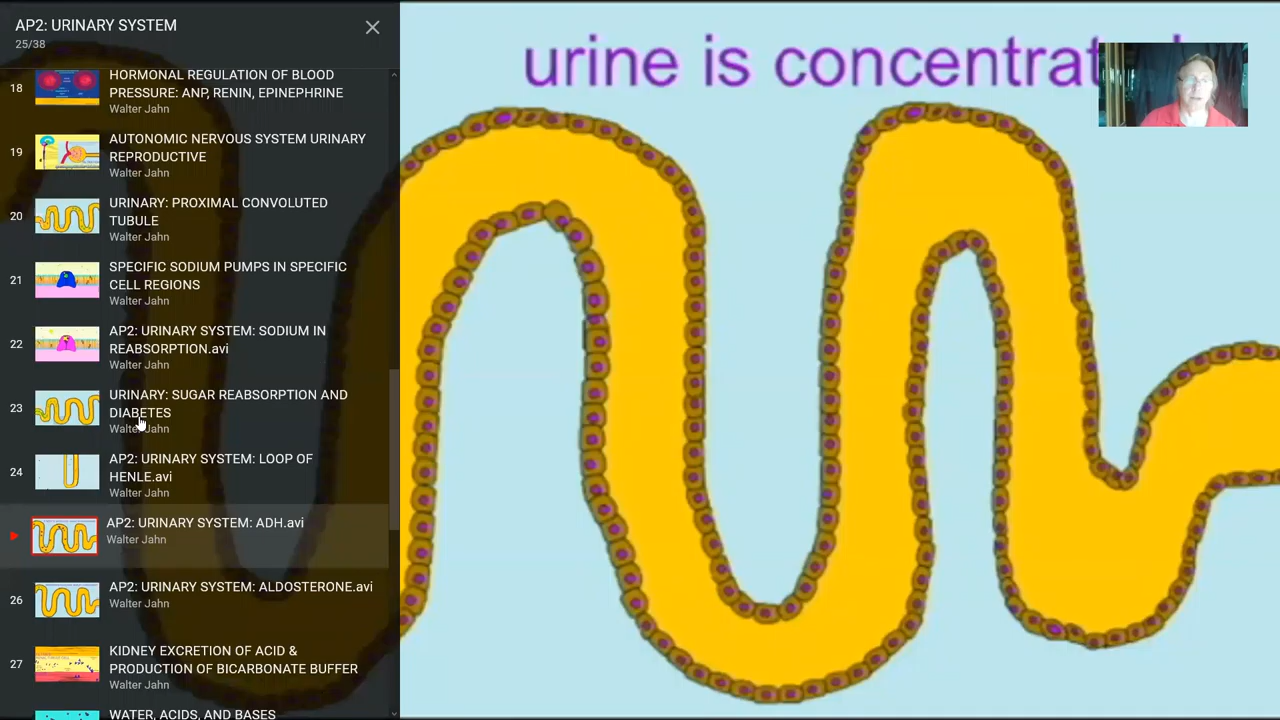 AP2: URINARY SYSTEM
25/38
18
HORMONAL REGULATION OF BLOOD
PRESSURE: ANP, RENIN, EPINEPHRINE
Walter Jahn
19
AUTONOMIC NERVOUS SYSTEM URINARY
REPRODUCTIVE
Walter Jahn
20
URINARY: PROXIMAL CONVOLUTED
TUBULE
Walter Jahn
21
SPECIFIC SODIUM PUMPS IN SPECIFIC
CELL REGIONS
Walter Jahn
22
AP2: URINARY SYSTEM: SODIUM IN
REABSORPTION.avi
Walter Jahn
23
URINARY: SUGAR REABSORPTION AND
DIABETES
Walter Jahn
24
AP2: URINARY SYSTEM: LOOP OF
HENLE.avi
Walter Jahn
AP2: URINARY SYSTEM: ADH.avi
Walter Jahn
26
AP2: URINARY SYSTEM: ALDOSTERONE.avi
Walter Jahn
27
KIDNEY EXCRETION OF ACID &
PRODUCTION OF BICARBONATE BUFFER
Walter Jahn
WATER, ACIDS, AND BASES
urine is concentrat